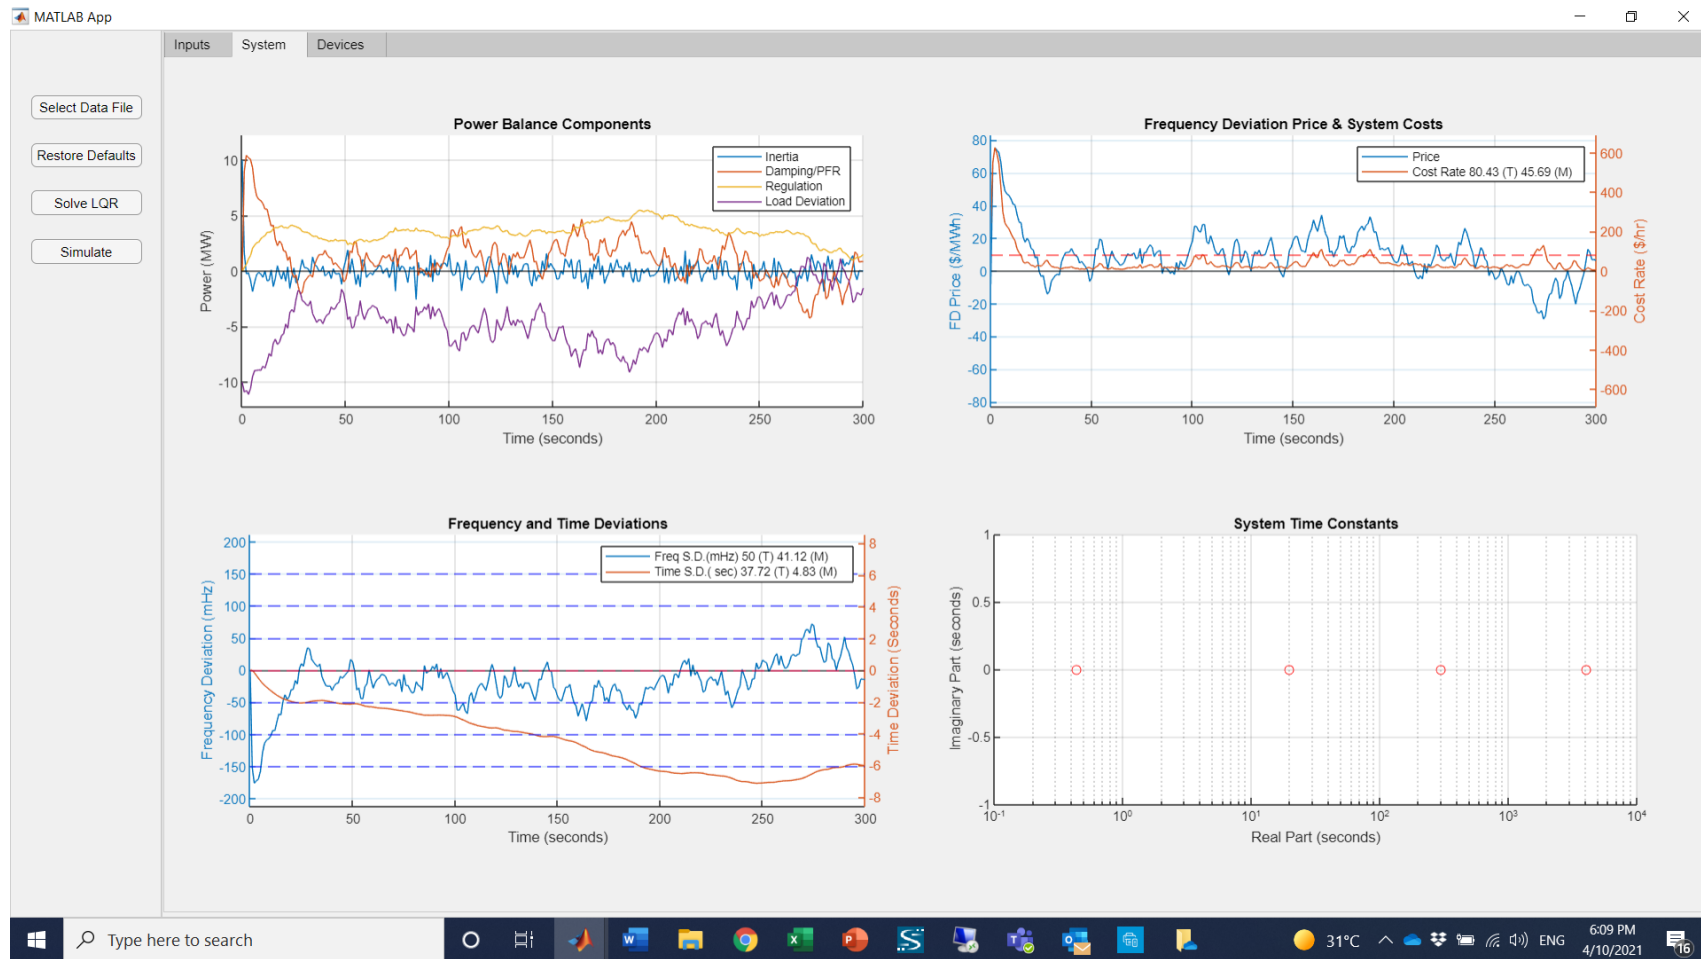 MATLAB App
Inputs
System
Devices
Select Data File
Restore Defaults
Solve LQR
Simulate
Power Balance Components
Power (MW)
10
5
0
-5
-10
Inertia
Damping/PFR
Regulation
Load Deviation
0 50 100 150 200 250 300
Time (seconds)
Frequency Deviation Price & System Costs
FD Price ($/MWh)
80
60
40
20
0
-20
-40
-60
-80
Price
Cost Rate 80.43 (T) 45.69 (M)
600
400
200
0
-200
-400
-600
Cost Rate ($/hr)
0 50 100 150 200 250 300
Time (seconds)
Frequency and Time Deviations
Frequency Deviation (mHz)
200
150
100
50
0
-50
-100
-150
-200
Freq S.D.(mHz) 50 (T) 41.12 (M)
Time S.D.( sec) 37.72 (T) 4.83 (M)
8
6
4
2
0
-2
-4
-6
-8
Time Deviation (Seconds)
0 50 100 150 200 250 300
Time (seconds)
System Time Constants
Imaginary Part (seconds)
1
0.5
0
-0.5
-1
10-1 100 101 102 103 104
Real Part (seconds)
Type here to search
31°C
ENG
6:09 PM
4/10/2021
16